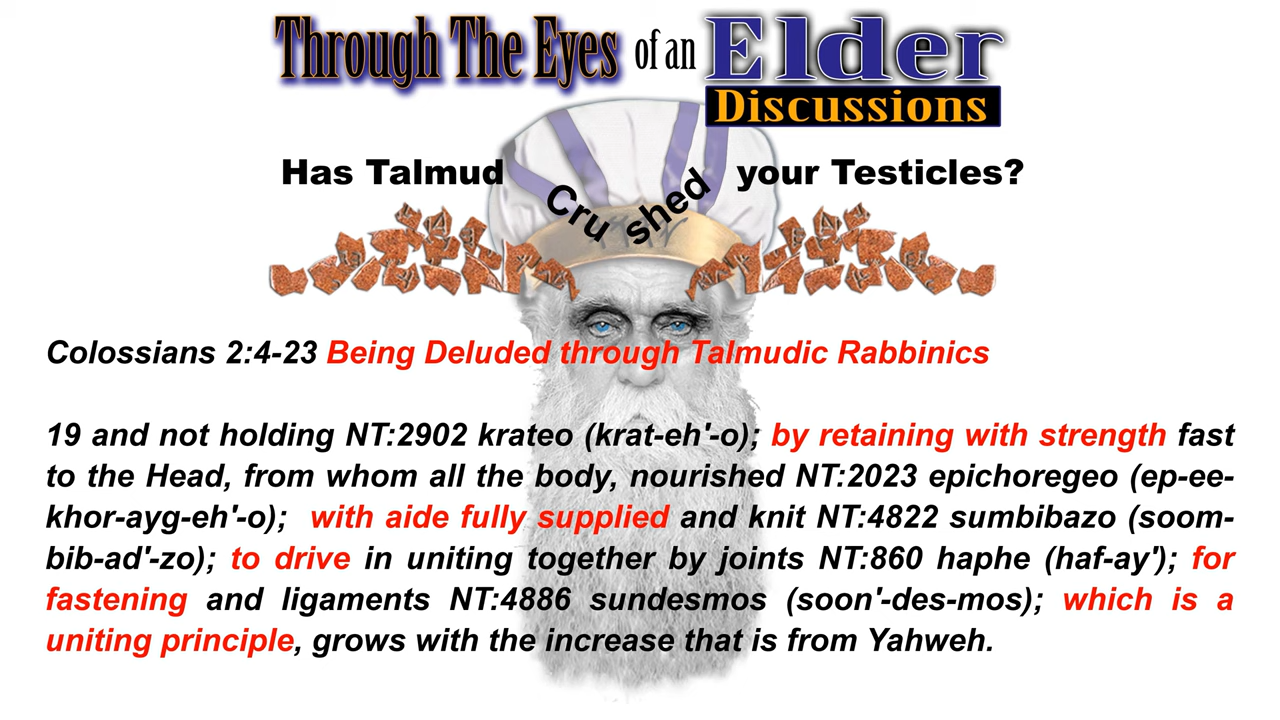 Through The Eyes of an Elder
Discussions
Has Talmud Crushed your Testicles?
Colossians 2:4-23 Being Deluded through Talmudic Rabbinics
19 and not holding NT:2902 krateo (krat-eh'-o); by retaining with strength fast
to the Head, from whom all the body, nourished NT:2023 epichoregeo (ep-ee-
khor-ayg-eh'-o); with aide fully supplied and knit NT:4822 sumbibazo (soom-
bib-ad'-zo); to drive in uniting together by joints NT:860 haphe (haf-ay'); for
fastening and ligaments NT:4886 sundesmos (soon'-des-mos); which is a
uniting principle, grows with the increase that is from Yahweh.